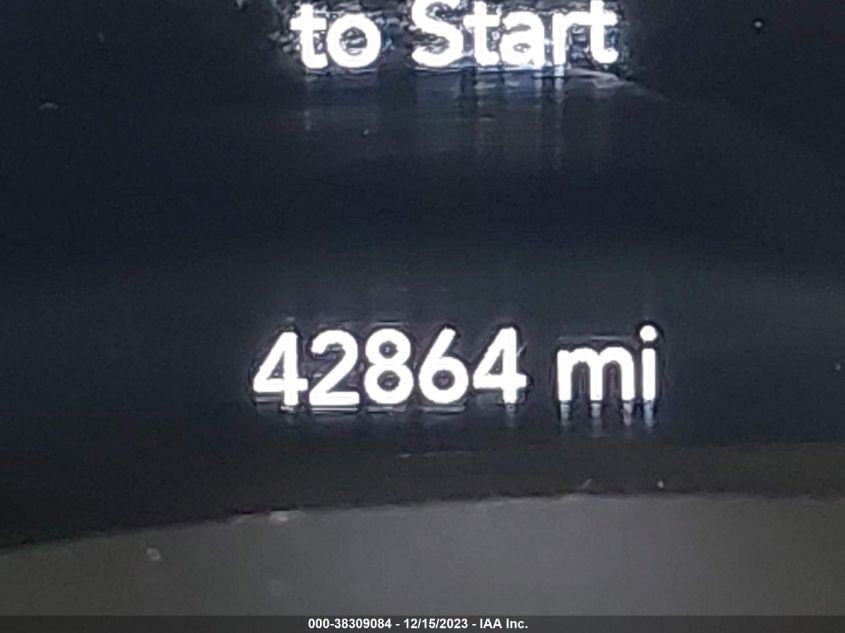 to Start
42864 mi
000-38309084 - 12/15/2023 - IAA Inc.